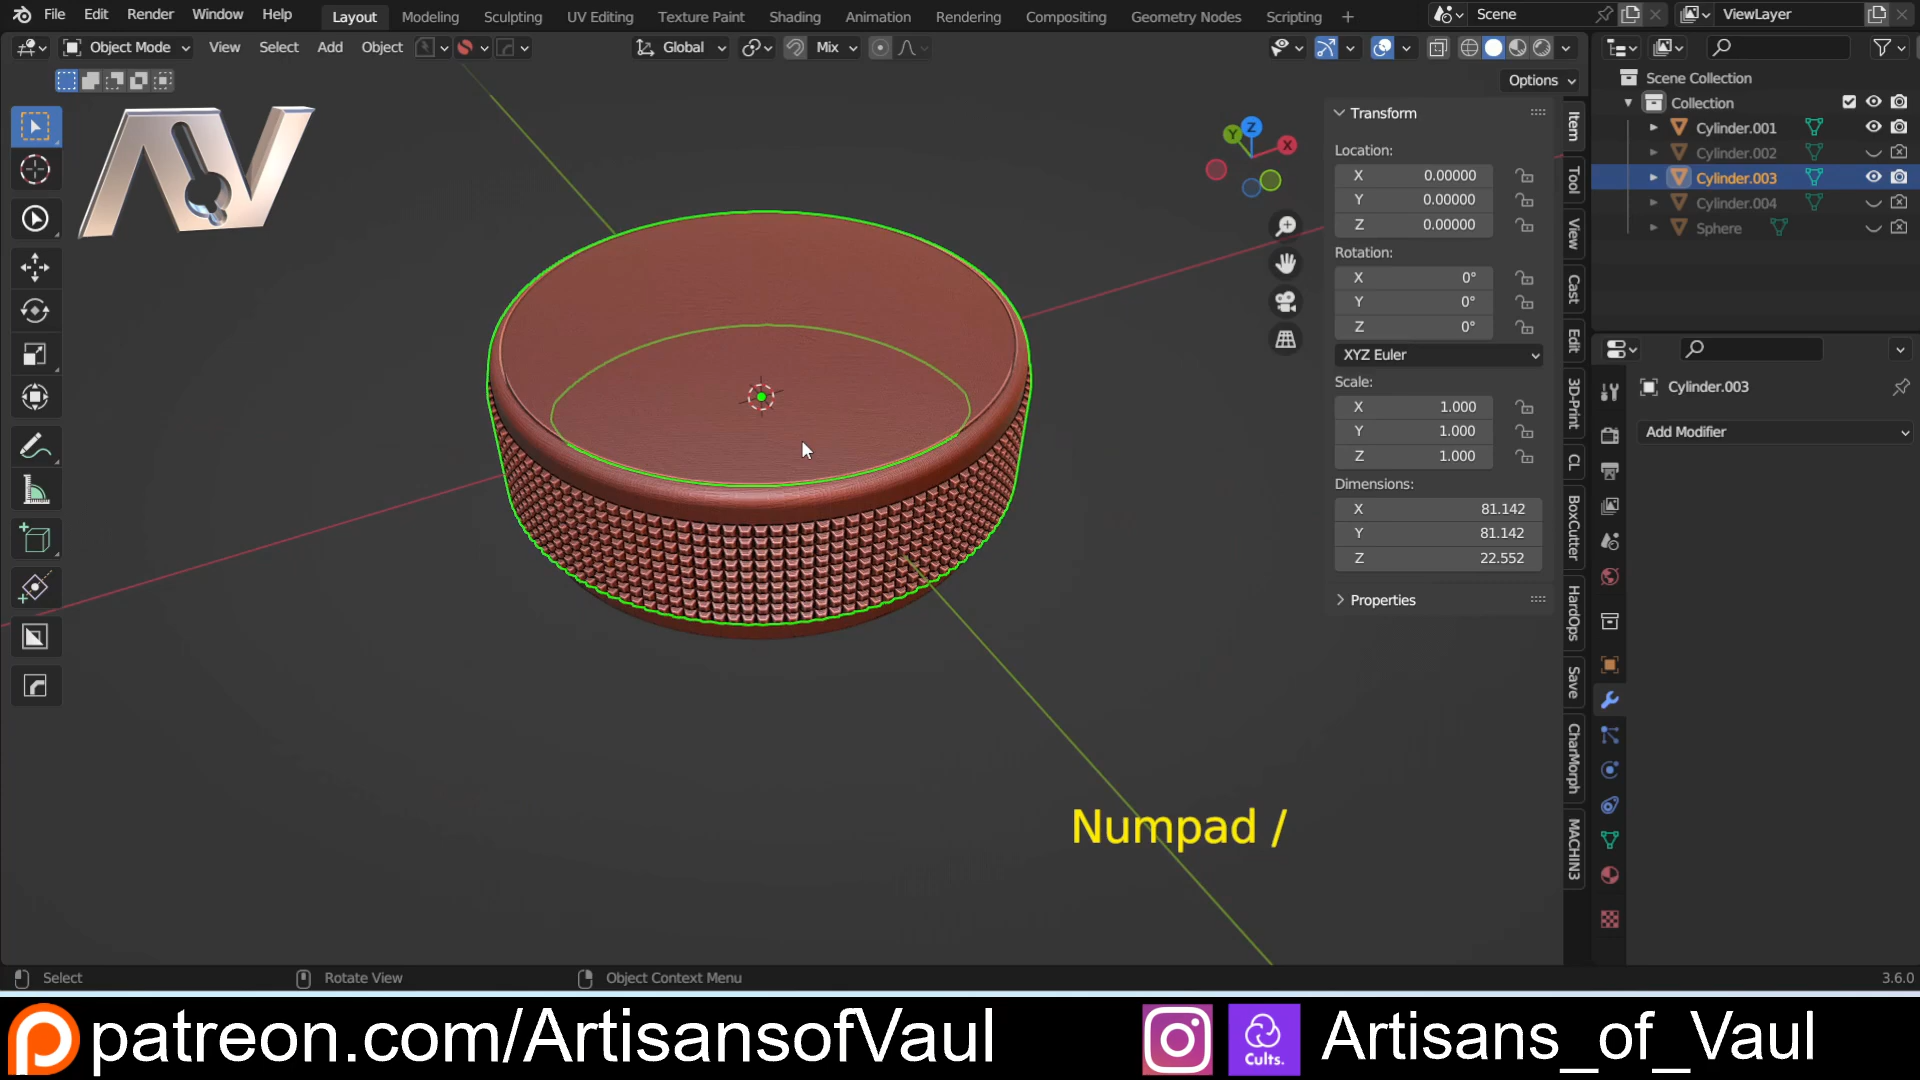 File Edit Render Window Help Layout Modeling Sculpting UV Editing Texture Paint Shading Animation Rendering Compositing Geometry Nodes Scripting + Scene ViewLayer
Object Mode View Select Add Object Global Mix
Options
AV
Transform
Location:
X 0.00000
Y 0.00000
Z 0.00000
Rotation:
X 0°
Y 0°
Z 0°
XYZ Euler
Scale:
X 1.000
Y 1.000
Z 1.000
Dimensions:
X 81.142
Y 81.142
Z 22.552
Properties
Z
Y
X
Item
Tool
View
Cast
Edit
3D-Print
CL
BoxCutter
HardOps
Save
CharMorph
MACHIN3
Scene Collection
Collection
Cylinder.001
Cylinder.002
Cylinder.003
Cylinder.004
Sphere
Cylinder.003
Add Modifier
Numpad /
Select Rotate View Object Context Menu 3.6.0
patreon.com/ArtisansofVaul Cults. Artisans_of_Vaul